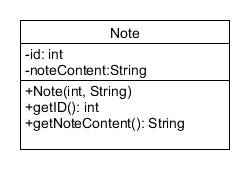 Note
-id: int
-noteContent:String
+Note(int, String)
+getID(): int
+getNoteContent(): String